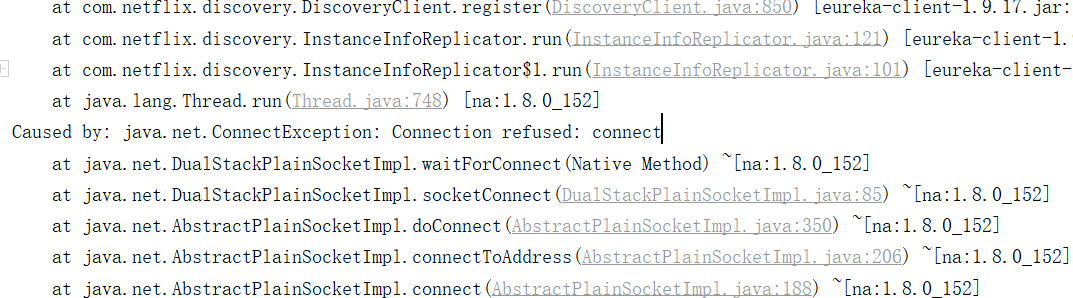 at com.netflix.discovery.DiscoveryClient.register(DiscoveryClient.java:850) [eureka-client-1.9.17.jar:
at com.netflix.discovery.InstanceInfoReplicator.run(InstanceInfoReplicator.java:121) [eureka-client-1.
at com.netflix.discovery.InstanceInfoReplicator$1.run(InstanceInfoReplicator.java:101) [eureka-client-
at java.lang.Thread.run(Thread.java:748) [na:1.8.0_152]
Caused by: java.net.ConnectException: Connection refused: connect
at java.net.DualStackPlainSocketImpl.waitForConnect(Native Method) ~[na:1.8.0_152]
at java.net.DualStackPlainSocketImpl.socketConnect(DualStackPlainSocketImpl.java:85) ~[na:1.8.0_152]
at java.net.AbstractPlainSocketImpl.doConnect(AbstractPlainSocketImpl.java:350) ~[na:1.8.0_152]
at java.net.AbstractPlainSocketImpl.connectToAddress(AbstractPlainSocketImpl.java:206) ~[na:1.8.0_152]
at java.net.AbstractPlainSocketImpl.connect(AbstractPlainSocketImpl.java:188) ~[na:1.8.0_152]